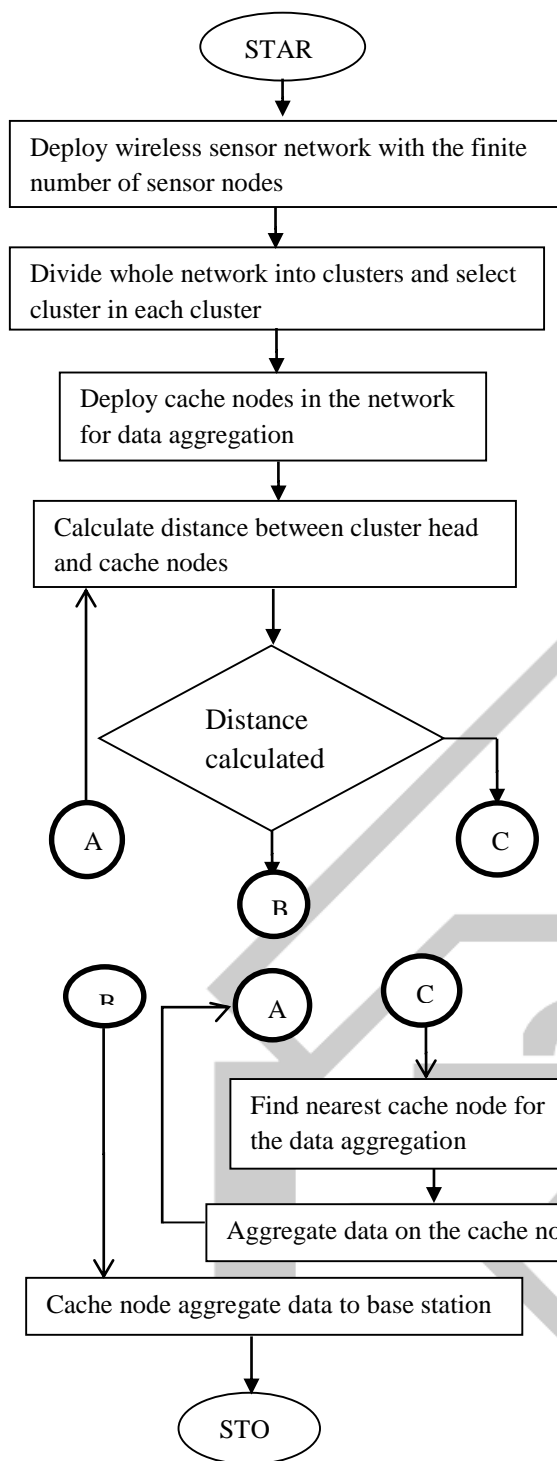 STAR
Deploy wireless sensor network with the finite
number of sensor nodes
Divide whole network into clusters and select
cluster in each cluster
Deploy cache nodes in the network
for data aggregation
Calculate distance between cluster head
and cache nodes
Distance
calculated
A
C
B
B
A
C
Find nearest cache node for
the data aggregation
Aggregate data on the cache no
Cache node aggregate data to base station
STO